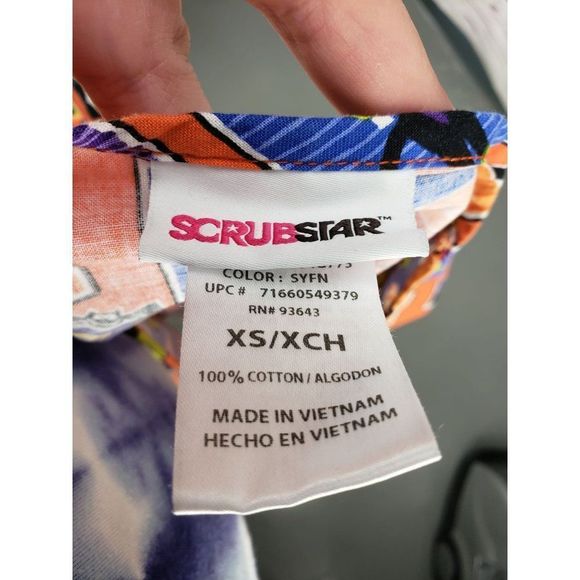 SCRUBSTAR™
COLOR : SYFN
UPC # 71660549379
RN# 93643
XS/XCH
100% COTTON / ALGODON
MADE IN VIETNAM
HECHO EN VIETNAM